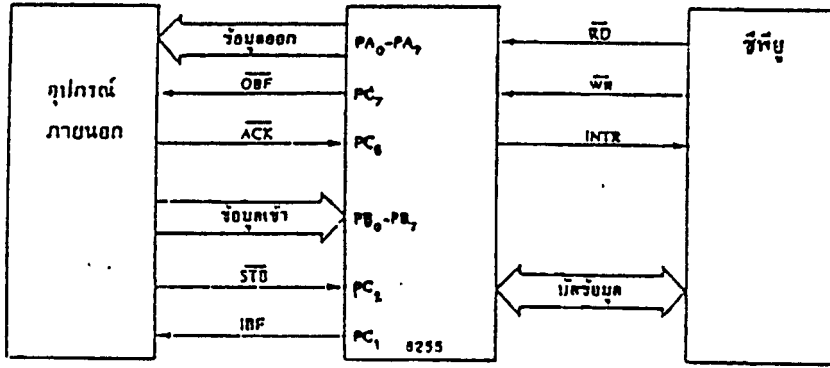 อุปกรณ์
ภายนอก
ข้อมูลออก
OBF
ACK
ข้อมูลเข้า
STB
IBF
PA0-PA7
PC7
PC6
PB0-PB7
PC2
PC1
8255
RD
WR
INTR
บัสข้อมูล
ซีพียู